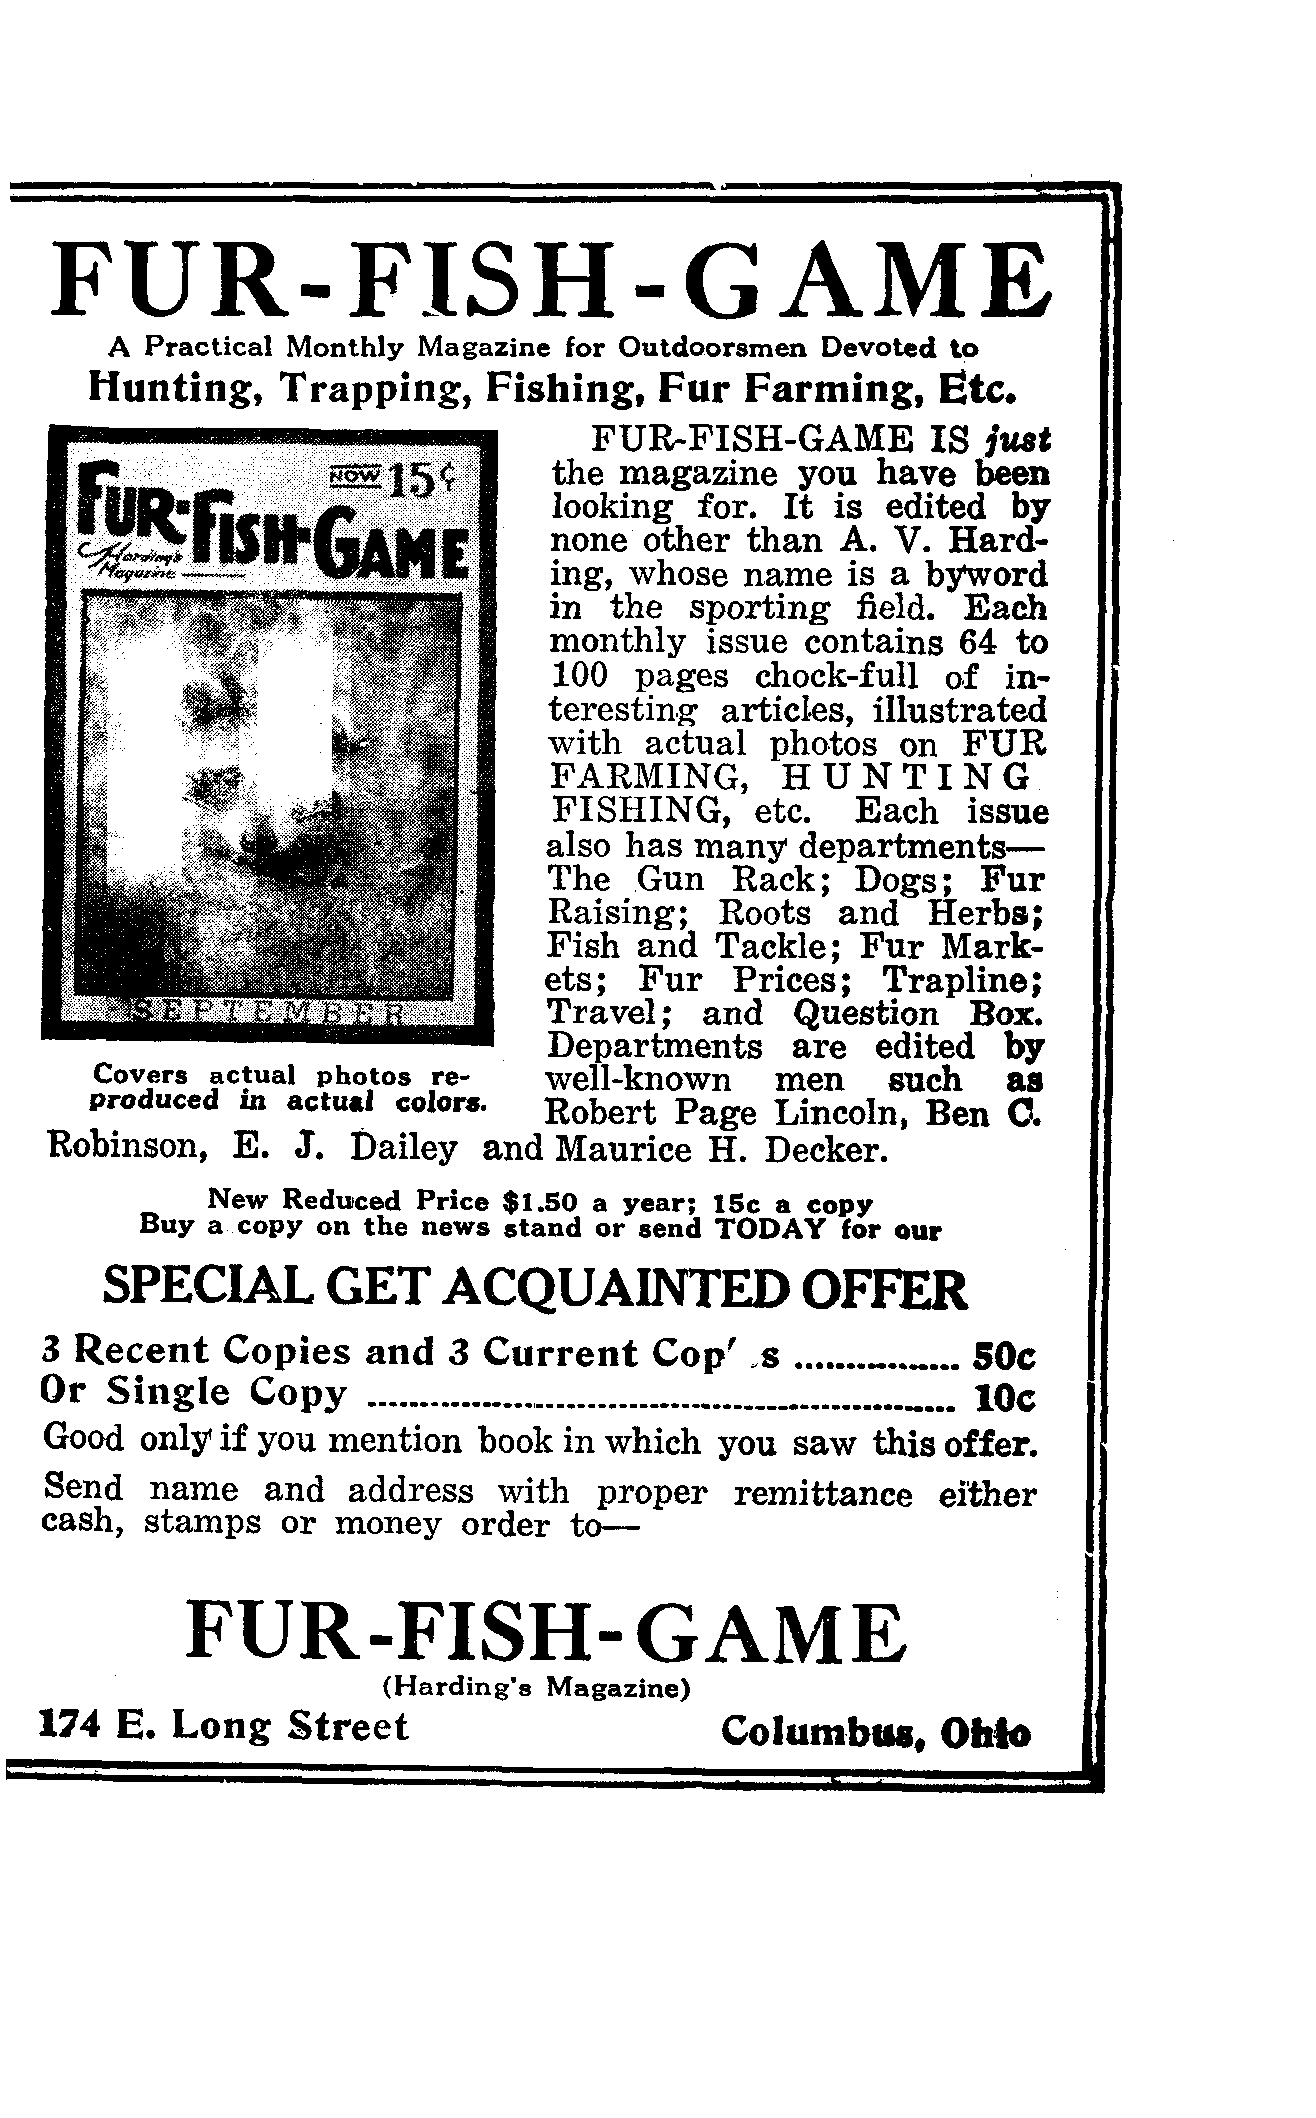 FUR-FISH-GAME
A Practical Monthly Magazine for Outdoorsmen Devoted to
Hunting, Trapping, Fishing, Fur Farming, Etc.
NOW 15¢
FUR-FISH-GAME
Harding's
Magazine
SEPTEMBER
Covers actual photos re-
produced in actual colors.
FUR-FISH-GAME IS just
the magazine you have been
looking for. It is edited by
none other than A. V. Hard-
ing, whose name is a byword
in the sporting field. Each
monthly issue contains 64 to
100 pages chock-full of in-
teresting articles, illustrated
with actual photos on FUR
FARMING, HUNTING
FISHING, etc. Each issue
also has many departments—
The Gun Rack; Dogs; Fur
Raising; Roots and Herbs;
Fish and Tackle; Fur Mark-
ets; Fur Prices; Trapline;
Travel; and Question Box.
Departments are edited by
well-known men such as
Robert Page Lincoln, Ben C.
Robinson, E. J. Dailey and Maurice H. Decker.
New Reduced Price $1.50 a year; 15c a copy
Buy a copy on the news stand or send TODAY for our
SPECIAL GET ACQUAINTED OFFER
3 Recent Copies and 3 Current Cop s ................ 50c
Or Single Copy ........................................................ 10c
Good only if you mention book in which you saw this offer.
Send name and address with proper remittance either
cash, stamps or money order to—
FUR-FISH-GAME
(Harding's Magazine)
174 E. Long Street Columbus, Ohio